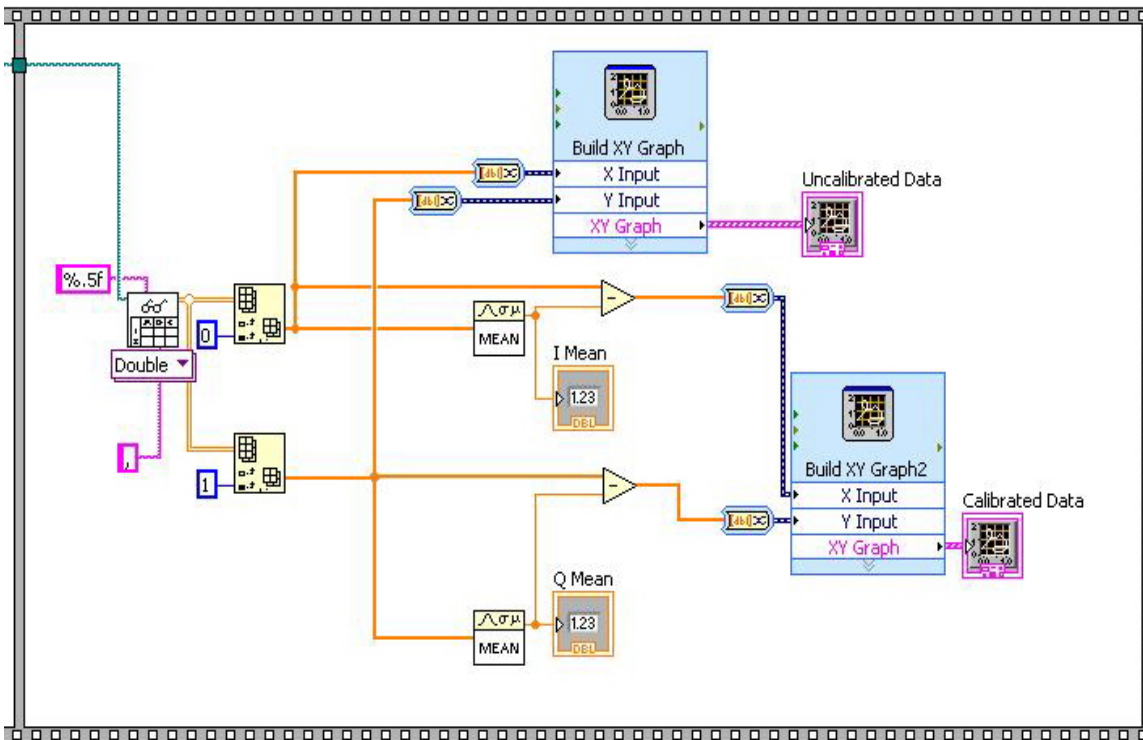 Build XY Graph
X Input
Y Input
XY Graph
Uncalibrated Data
%.5f
0
Double
MEAN
I Mean
1.23
DBL
,
1
Build XY Graph2
X Input
Y Input
XY Graph
Calibrated Data
Q Mean
1.23
DBL
MEAN